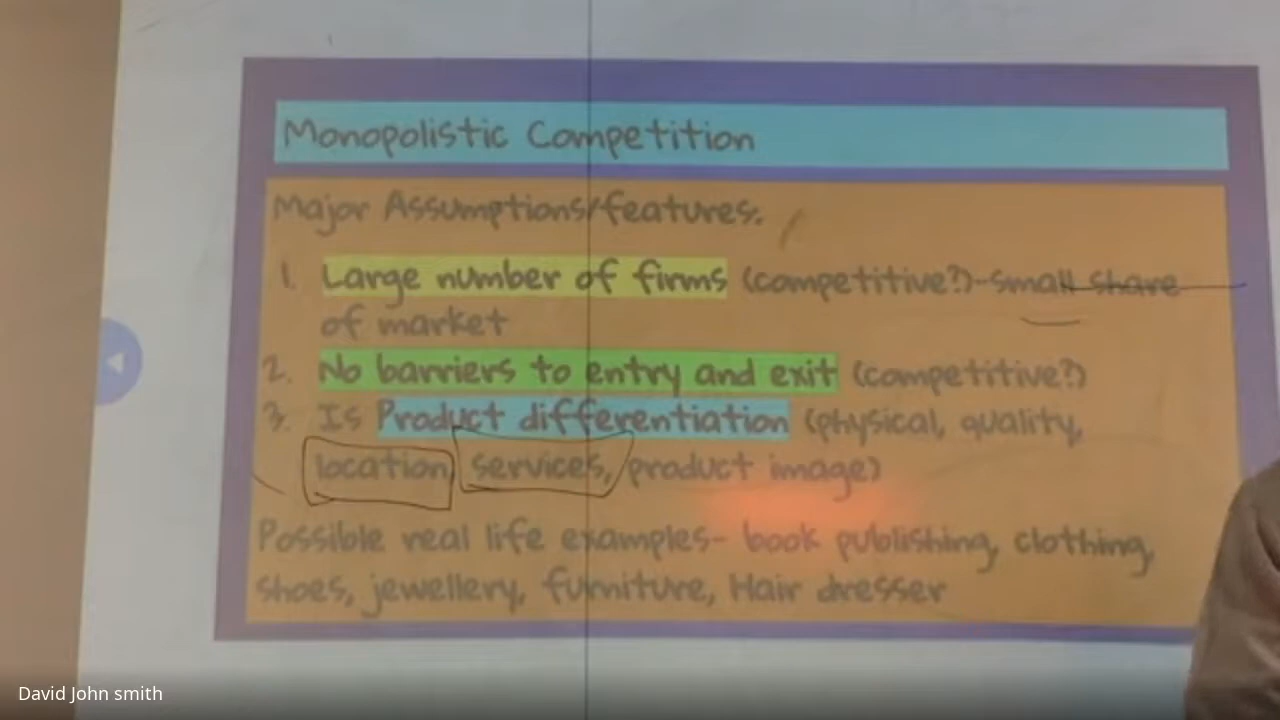 Monopolistic Competition
Major Assumptions/features.
1. Large number of firms (competitive?)-Small share
of market
2. No barriers to entry and exit (competitive?)
3. Is Product differentiation (physical, quality,
location, services, product image)
Possible real life examples- book publishing, clothing,
shoes, jewellery, furniture, Hair dresser
David John smith